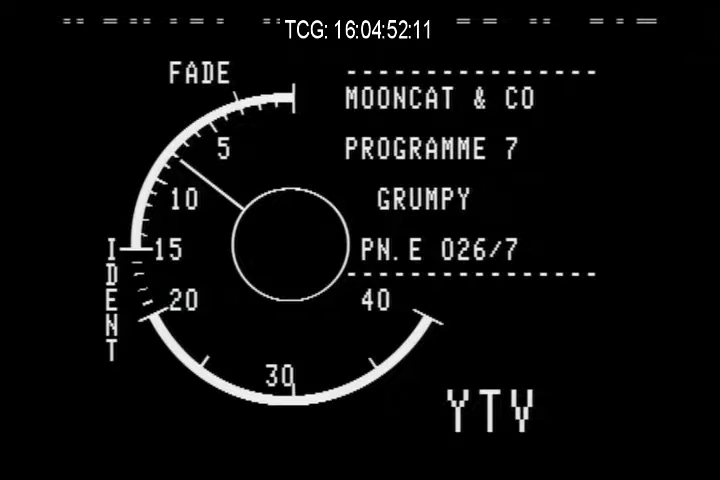 TCG: 16:04:52:11
FADE
MOONCAT & CO
PROGRAMME 7
GRUMPY
PN. E 026/7
5
10
15
20
30
40
IDENT
YTV